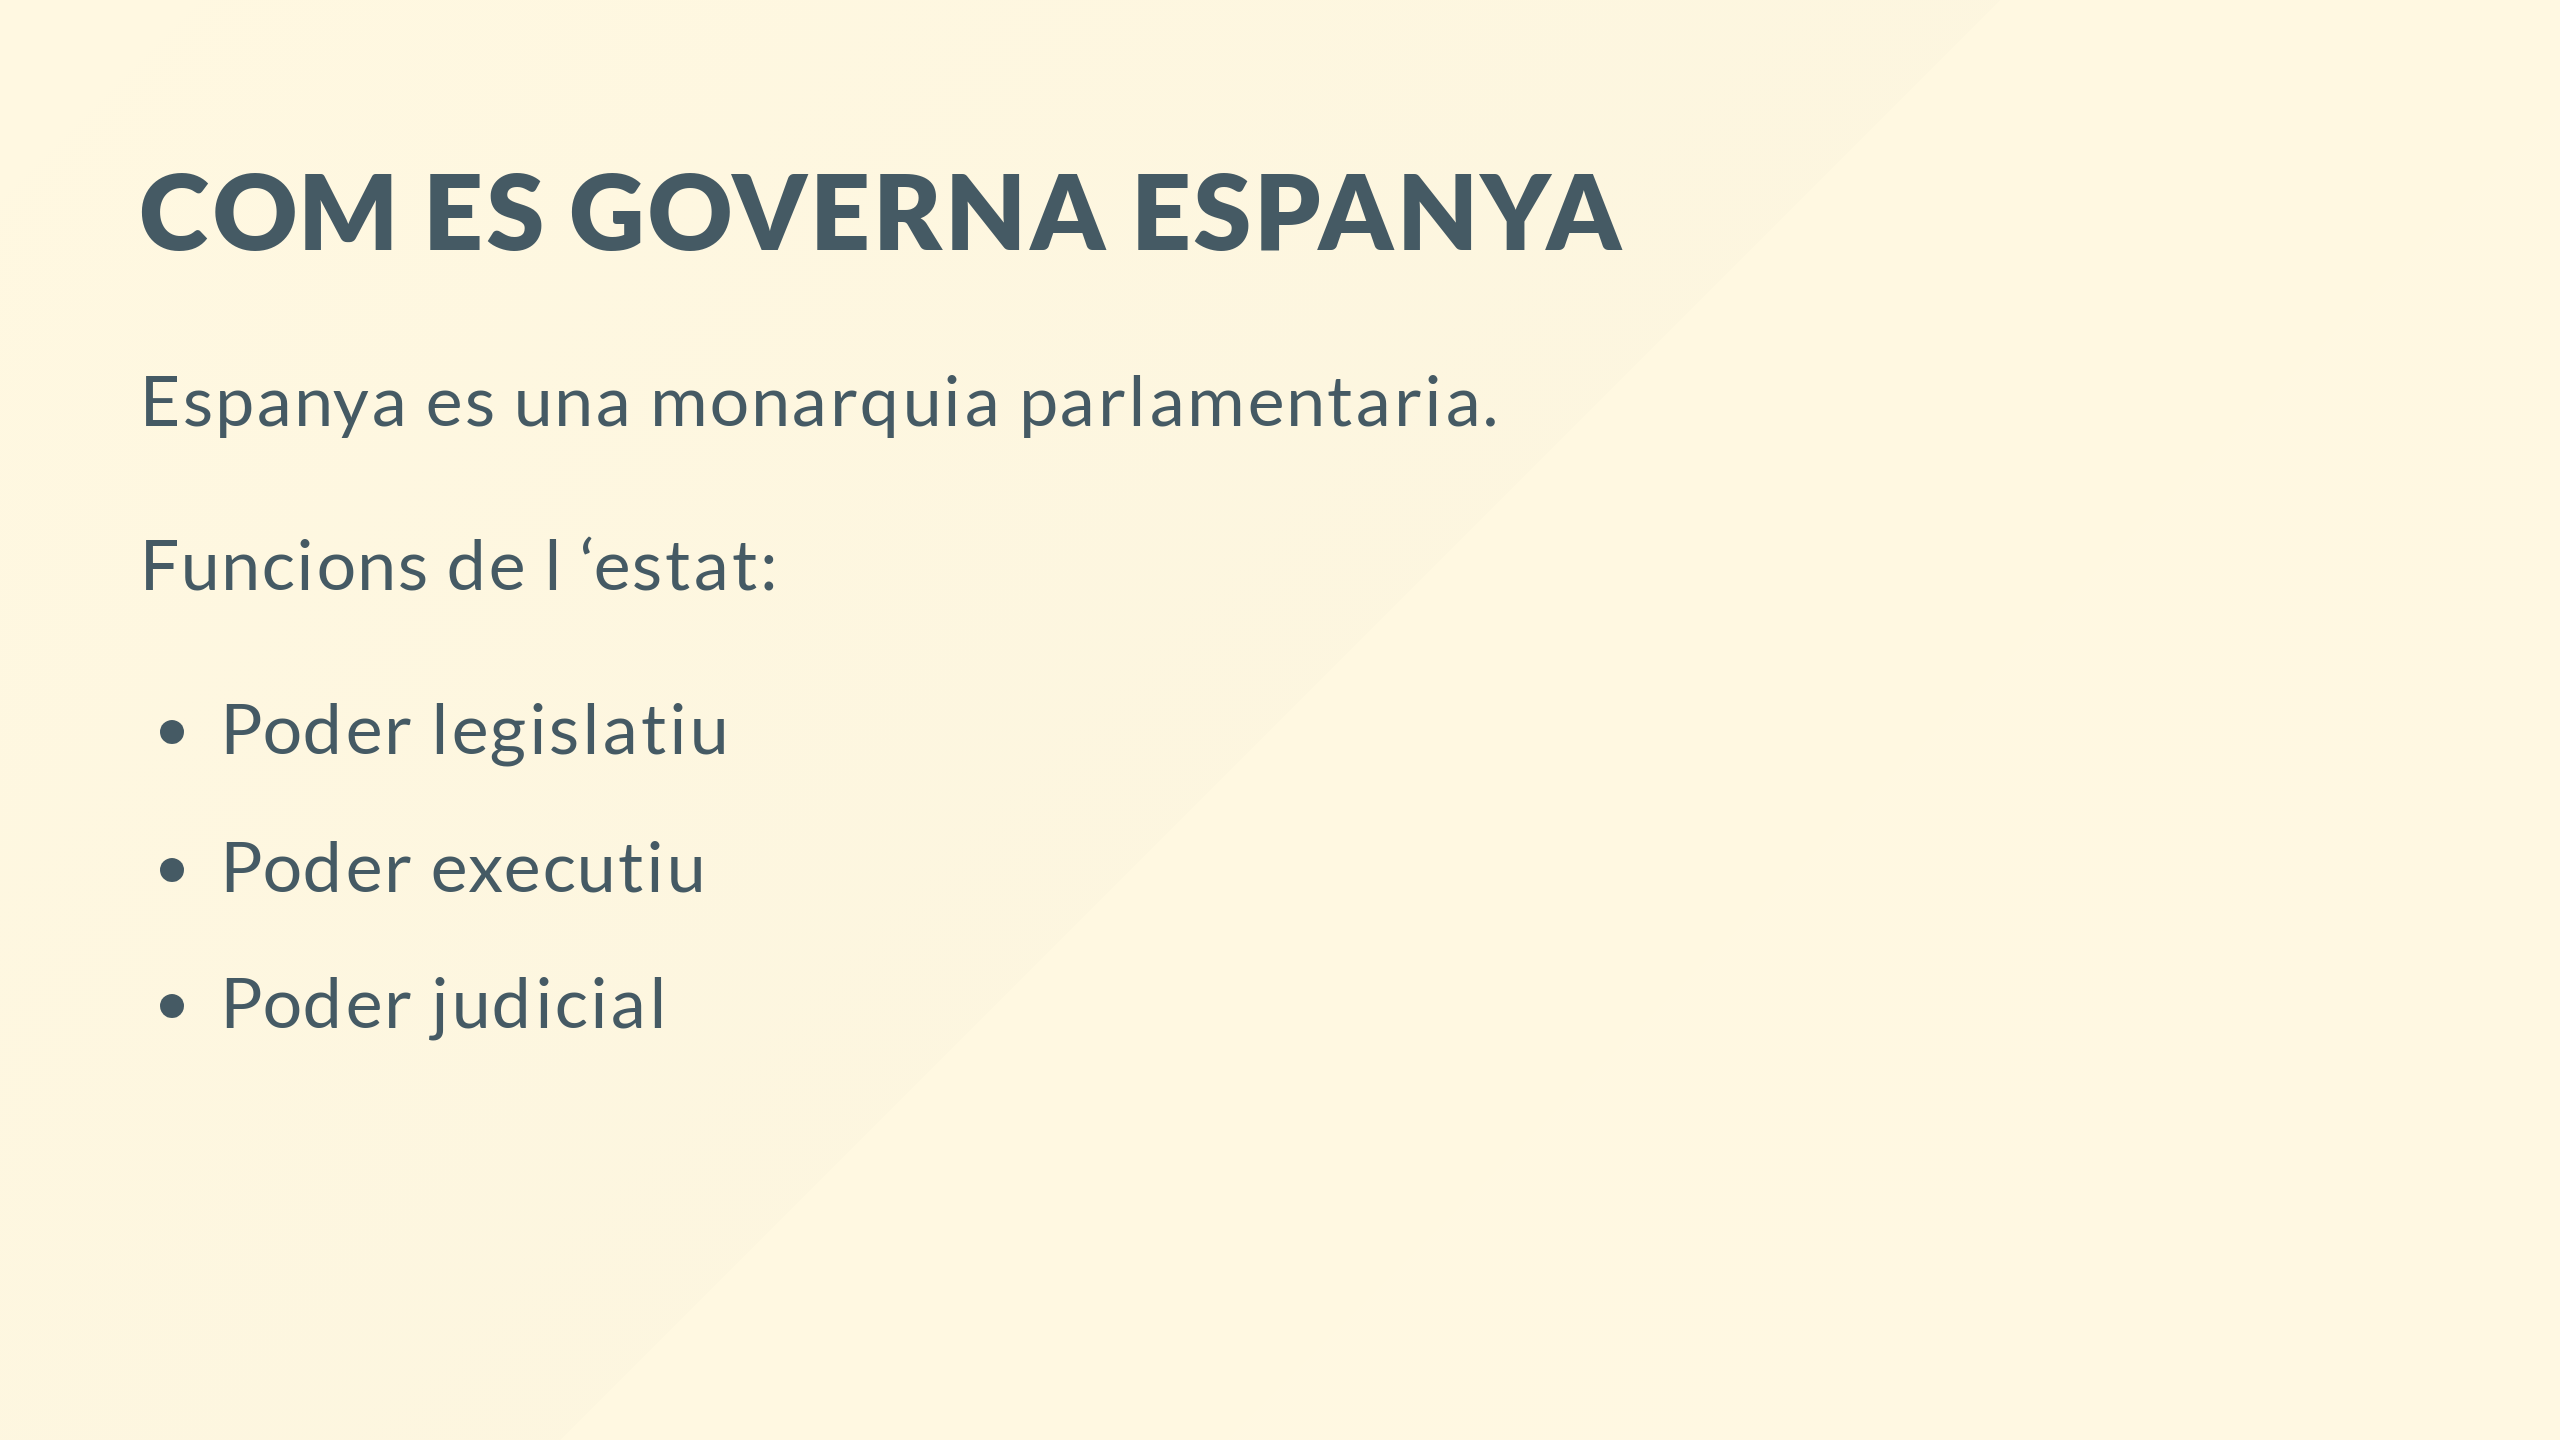 COM ES GOVERNA ESPANYA
Espanya es una monarquia parlamentaria.
Funcions de l ‘estat:
• Poder legislatiu
• Poder executiu
• Poder judicial